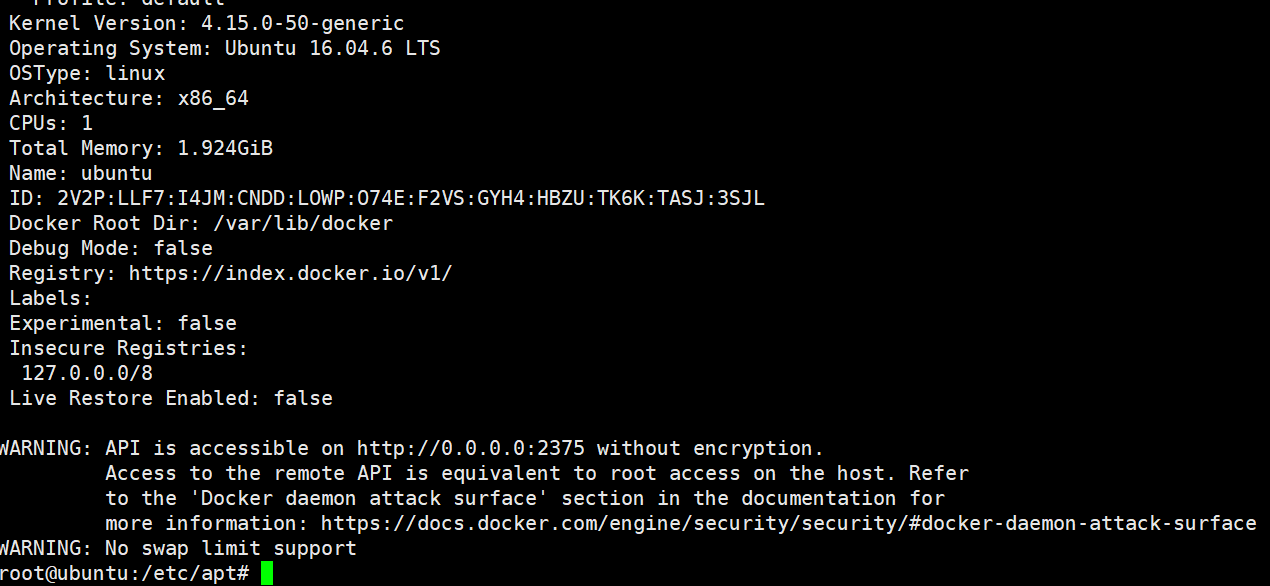 Profile: default
Kernel Version: 4.15.0-50-generic
Operating System: Ubuntu 16.04.6 LTS
OSType: linux
Architecture: x86_64
CPUs: 1
Total Memory: 1.924GiB
Name: ubuntu
ID: 2V2P:LLF7:I4JM:CNDD:LOWP:O74E:F2VS:GYH4:HBZU:TK6K:TASJ:3SJL
Docker Root Dir: /var/lib/docker
Debug Mode: false
Registry: https://index.docker.io/v1/
Labels:
Experimental: false
Insecure Registries:
127.0.0.0/8
Live Restore Enabled: false
WARNING: API is accessible on http://0.0.0.0:2375 without encryption.
Access to the remote API is equivalent to root access on the host. Refer
to the 'Docker daemon attack surface' section in the documentation for
more information: https://docs.docker.com/engine/security/security/#docker-daemon-attack-surface
WARNING: No swap limit support
root@ubuntu:/etc/apt#